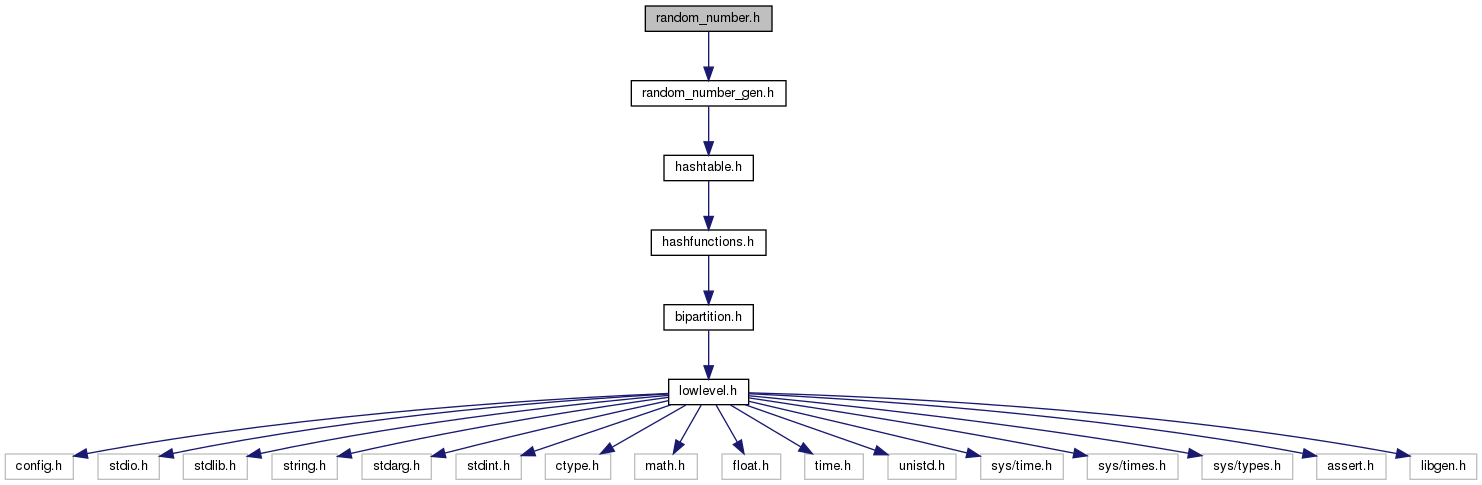 random_number.h
random_number_gen.h
hashtable.h
hashfunctions.h
bipartition.h
lowlevel.h
config.h stdio.h stdlib.h string.h stdarg.h stdint.h ctype.h math.h float.h time.h unistd.h sys/time.h sys/times.h sys/types.h assert.h libgen.h